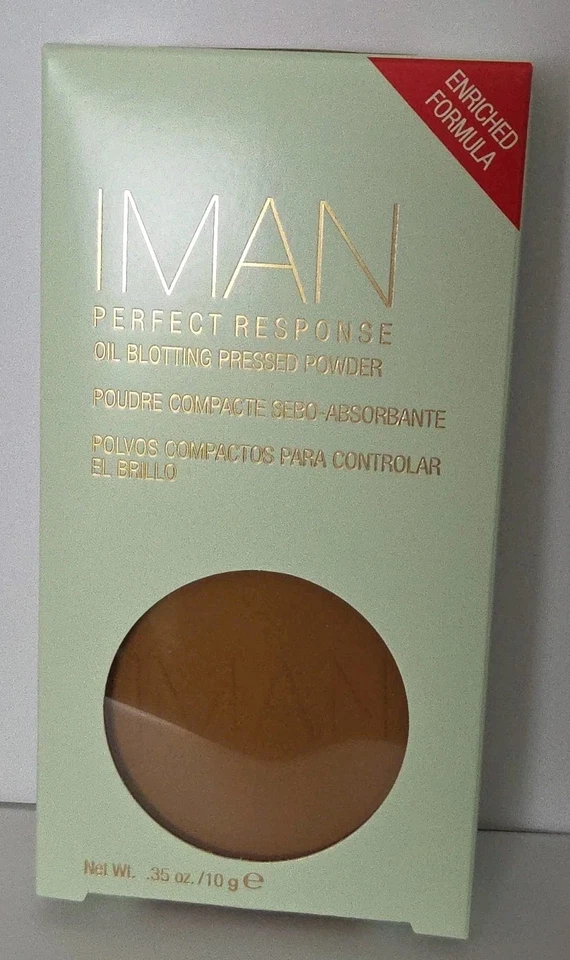 ENRICHED
FORMULA
IMAN
PERFECT RESPONSE
OIL BLOTTING PRESSED POWDER
POUDRE COMPACTE SEBO-ABSORBANTE
POLVOS COMPACTOS PARA CONTROLAR
EL BRILLO
IMAN
Net Wt. .35 oz./10 g ℮